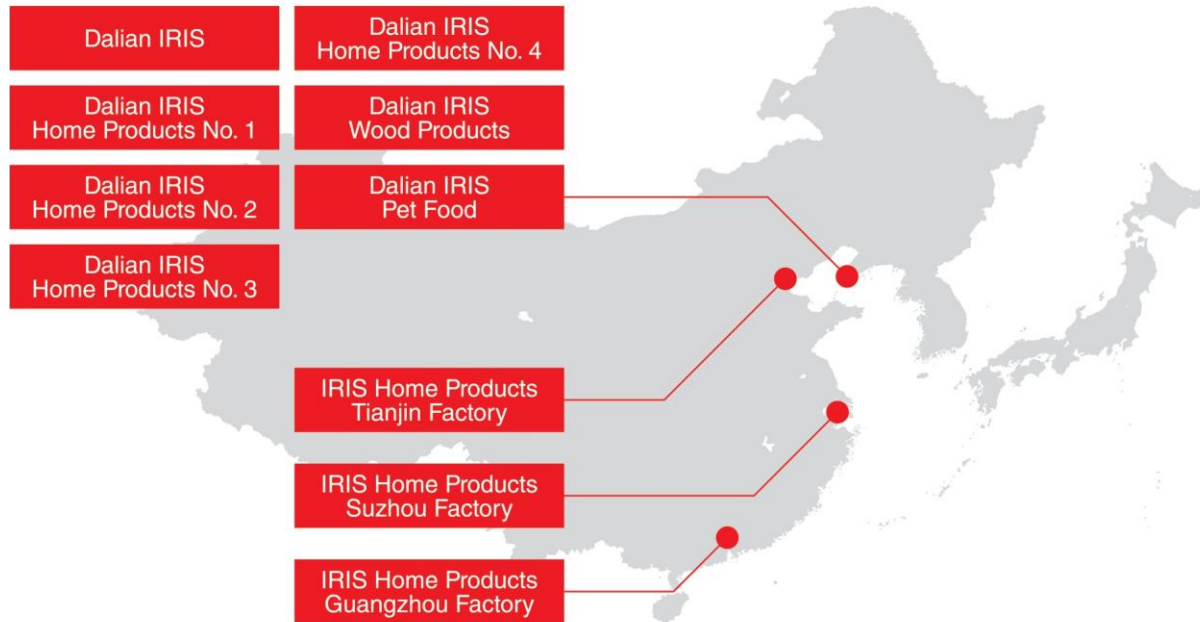 Dalian IRIS
Dalian IRIS
Home Products No. 4
Dalian IRIS
Home Products No. 1
Dalian IRIS
Wood Products
Dalian IRIS
Home Products No. 2
Dalian IRIS
Pet Food
Dalian IRIS
Home Products No. 3
IRIS Home Products
Tianjin Factory
IRIS Home Products
Suzhou Factory
IRIS Home Products
Guangzhou Factory